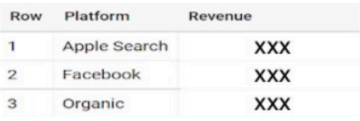 Row Platform Revenue
1 Apple Search XXX
2 Facebook XXX
3 Organic XXX